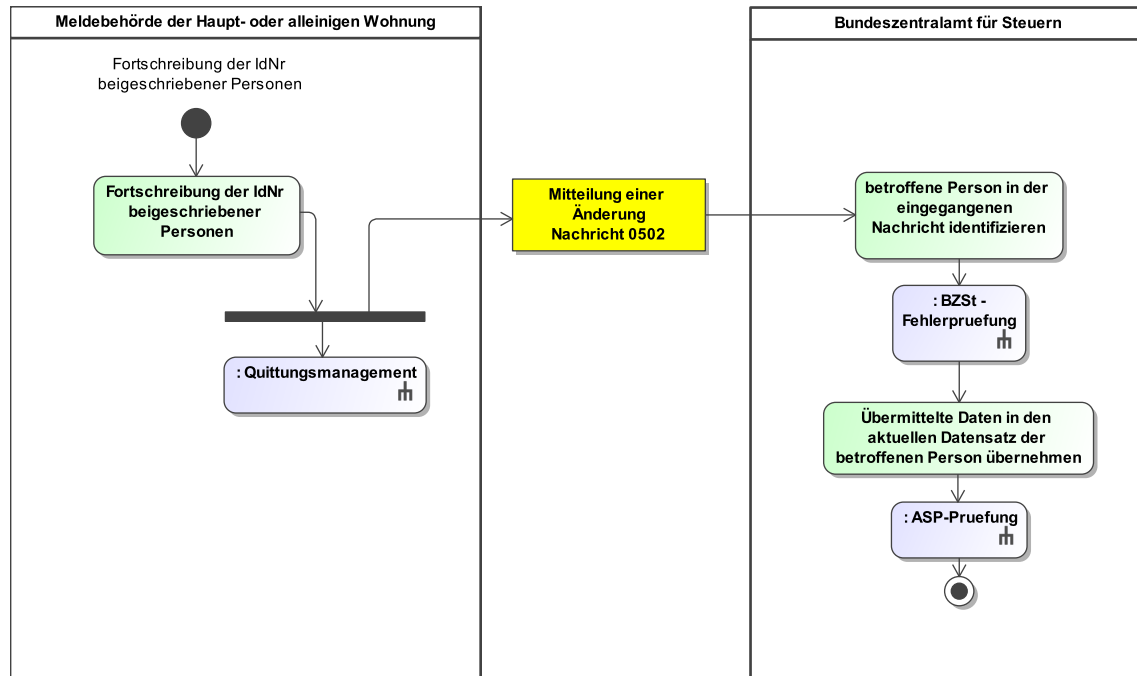 Meldebehörde der Haupt- oder alleinigen Wohnung
Fortschreibung der IdNr
beigeschriebener Personen
Fortschreibung der IdNr
beigeschriebener
Personen
: Quittungsmanagement
Mitteilung einer
Änderung
Nachricht 0502
Bundeszentralamt für Steuern
betroffene Person in der
eingegangenen
Nachricht identifizieren
: BZSt -
Fehlerpruefung
Übermittelte Daten in den
aktuellen Datensatz der
betroffenen Person übernehmen
: ASP-Pruefung